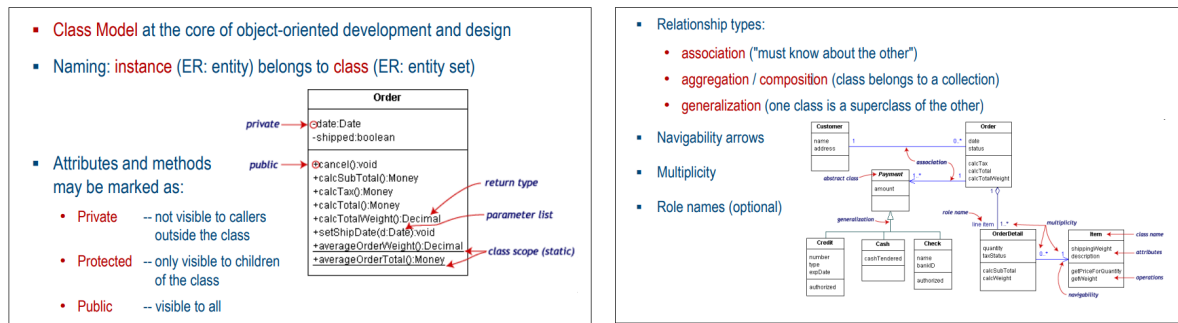 Class Model at the core of object-oriented development and design
Naming: instance (ER: entity) belongs to class (ER: entity set)
Order
private
date:Date
-shipped:boolean
public
+cancel():void
+calcSubTotal():Money
+calcTax():Money
+calcTotal():Money
+calcTotalWeight():Decimal
+setShipDate(d:Date):void
+averageOrderWeight():Decimal
+averageOrderTotal():Money
return type
parameter list
class scope (static)
Attributes and methods
may be marked as:
Private -- not visible to callers
outside the class
Protected -- only visible to children
of the class
Public -- visible to all
Relationship types:
association ("must know about the other")
aggregation / composition (class belongs to a collection)
generalization (one class is a superclass of the other)
Navigability arrows
Multiplicity
Role names (optional)
Customer
name
address
1
0..*
Order
date
status
calcTax
calcTotal
calcTotalWeight
association
abstract class
Payment
amount
1..*
1
generalization
Credit
number
type
expDate
authorized
Cash
cashTendered
Check
name
bankID
authorized
1
role name
line item
1..*
multiplicity
OrderDetail
quantity
taxStatus
calcSubTotal
calcWeight
0..*
1
navigability
Item
shippingWeight
description
getPriceForQuantity
getWeight
class name
attributes
operations